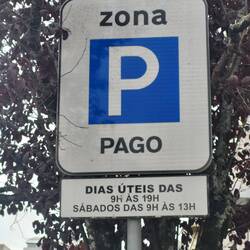 zona
P
PAGO
DIAS ÚTEIS DAS
9H ÀS 19H
SÁBADOS DAS 9H ÀS 13H